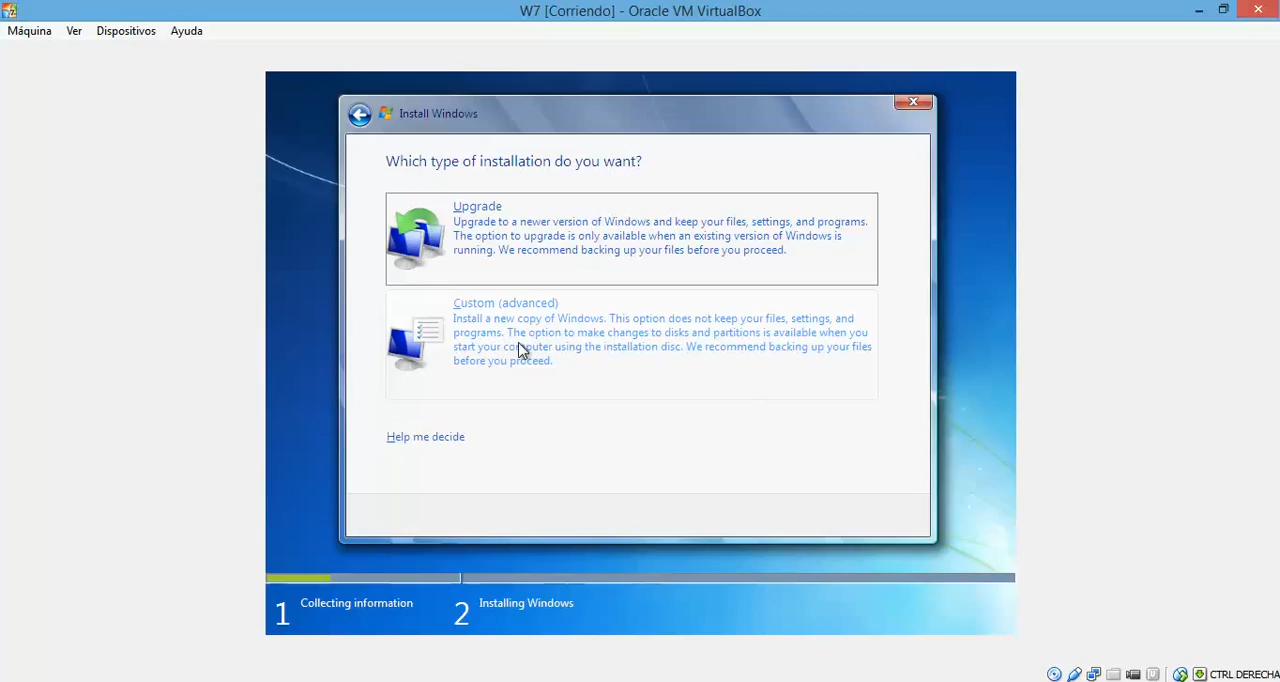 W7 [Corriendo] - Oracle VM VirtualBox
Máquina Ver Dispositivos Ayuda
Install Windows
Which type of installation do you want?
Upgrade
Upgrade to a newer version of Windows and keep your files, settings, and programs.
The option to upgrade is only available when an existing version of Windows is
running. We recommend backing up your files before you proceed.
Custom (advanced)
Install a new copy of Windows. This option does not keep your files, settings, and
programs. The option to make changes to disks and partitions is available when you
start your computer using the installation disc. We recommend backing up your files
before you proceed.
Help me decide
1 Collecting information 2 Installing Windows
CTRL DERECHA